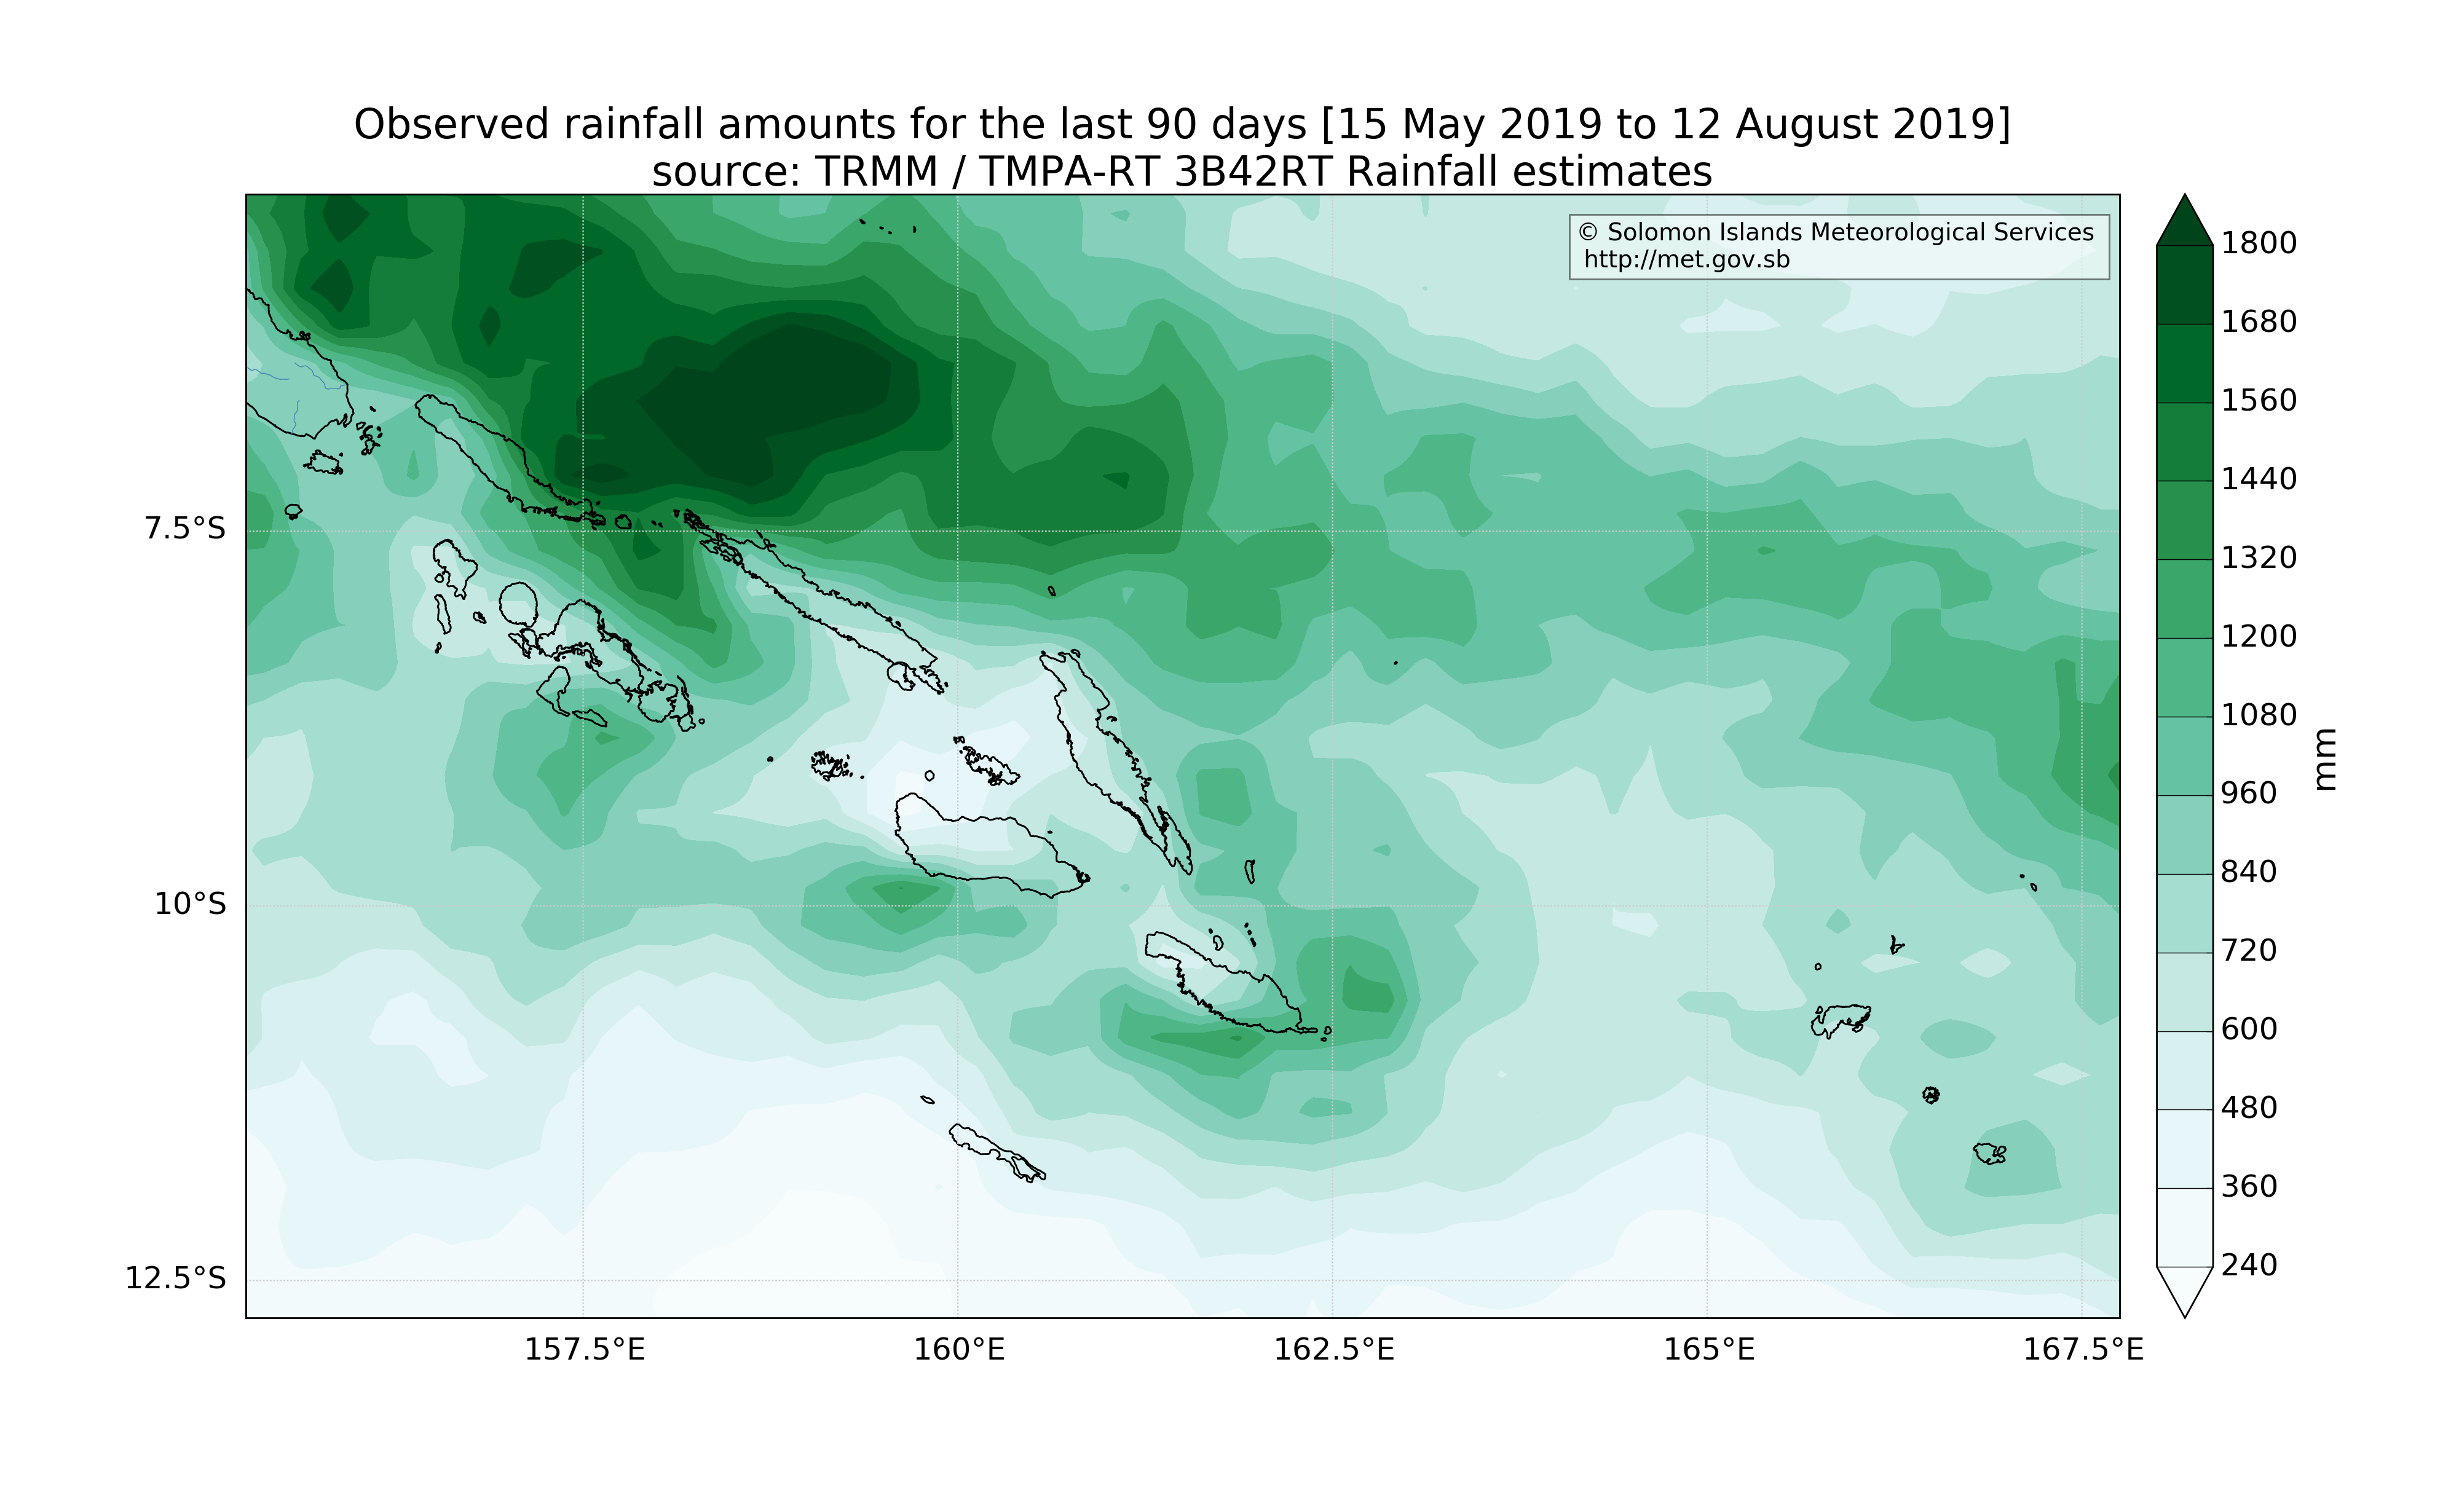 Observed rainfall amounts for the last 90 days [15 May 2019 to 12 August 2019]
source: TRMM / TMPA-RT 3B42RT Rainfall estimates
© Solomon Islands Meteorological Services
http://met.gov.sb
7.5°S
10°S
12.5°S
157.5°E
160°E
162.5°E
165°E
167.5°E
1800
1680
1560
1440
1320
1200
1080
960
840
720
600
480
360
240
mm